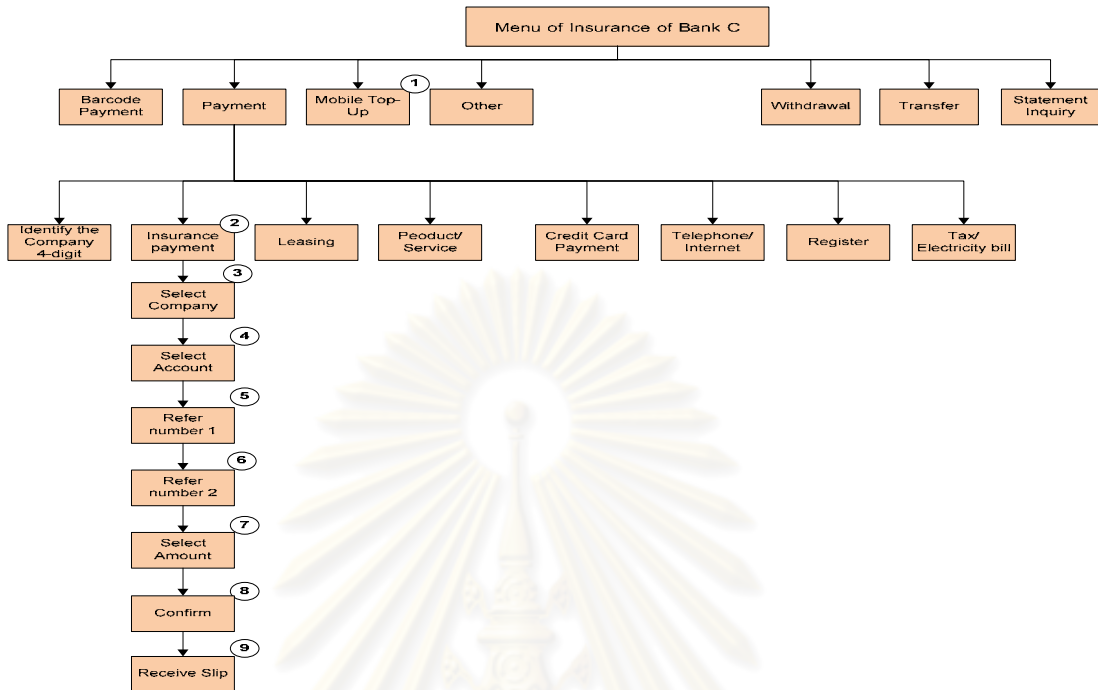 Menu of Insurance of Bank C
1
Barcode
Payment
Payment
Mobile Top-
Up
Other
Withdrawal
Transfer
Statement
Inquiry
Identify the
Company
4-digit
2
Insurance
payment
Leasing
Peoduct/
Service
Credit Card
Payment
Telephone/
Internet
Register
Tax/
Electricity bill
3
Select
Company
4
Select
Account
5
Refer
number 1
6
Refer
number 2
7
Select
Amount
8
Confirm
9
Receive Slip